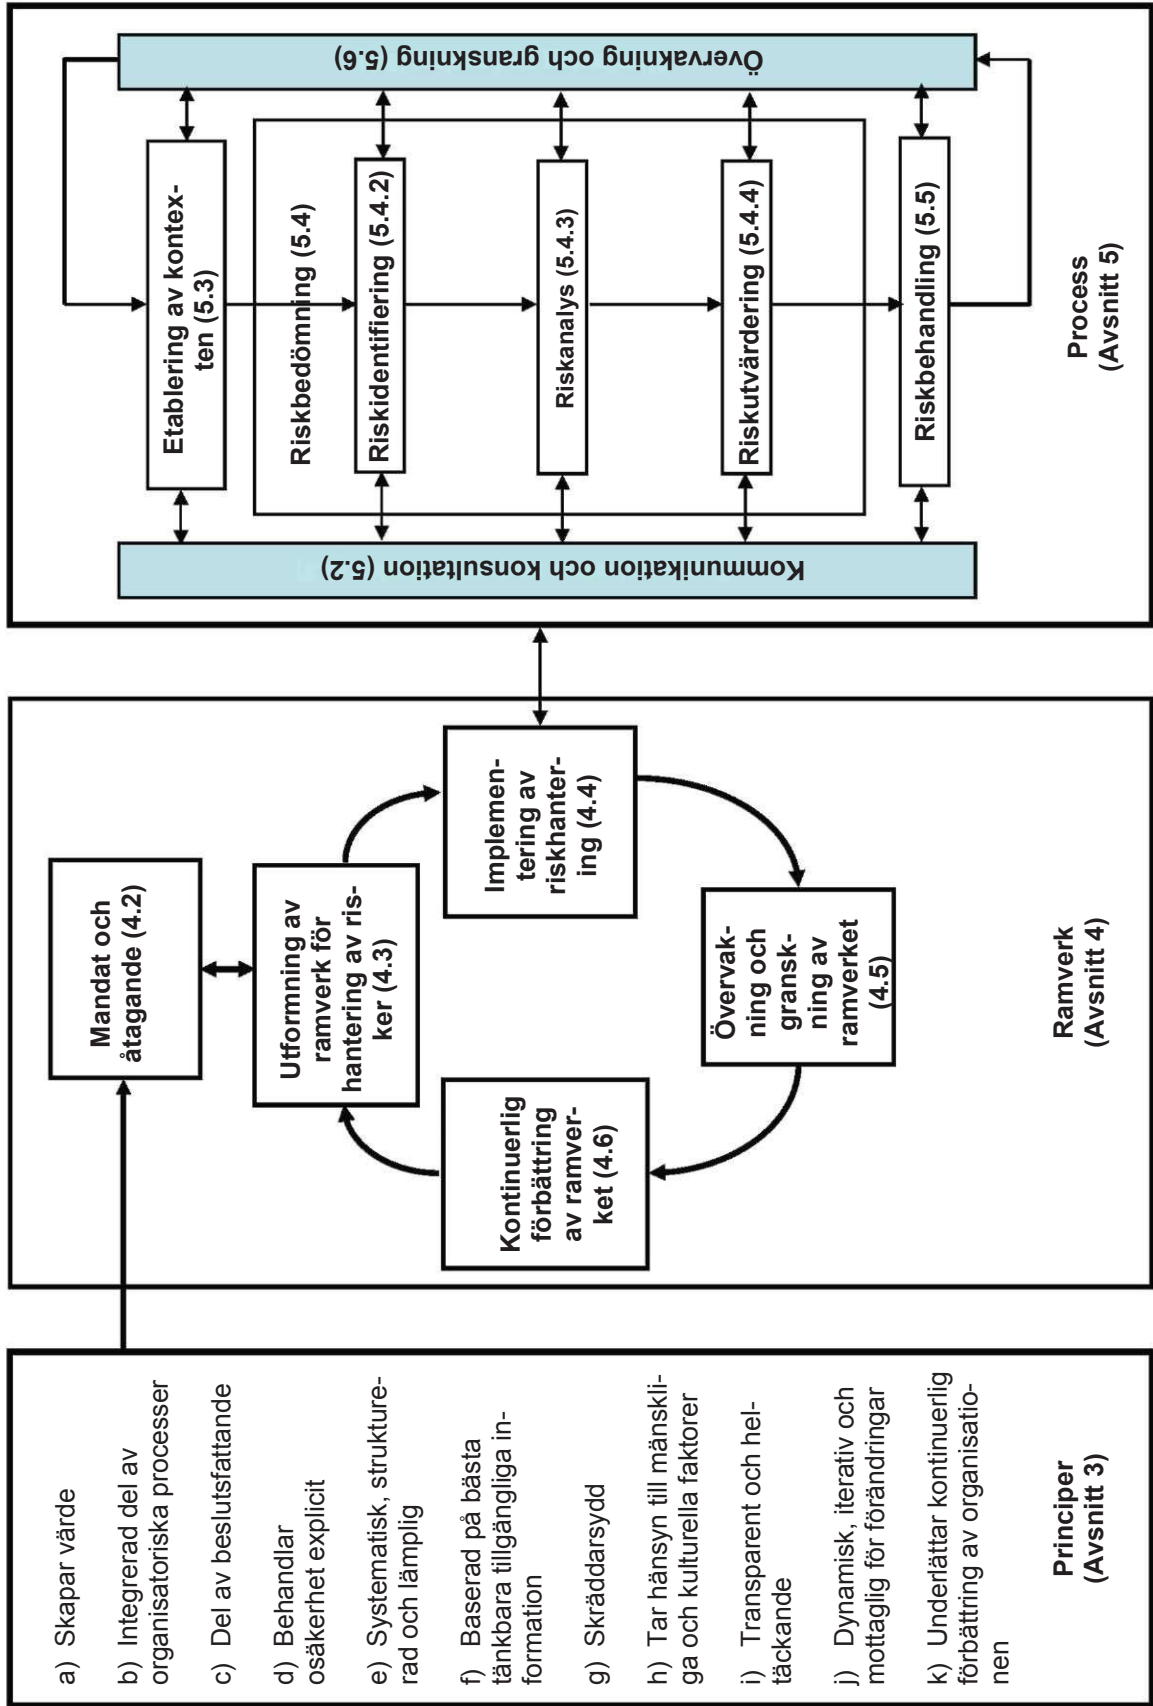 a) Skapar värde
b) Integrerad del av
organisatoriska processer
c) Del av beslutsfattande
d) Behandlar
osäkerhet explicit
e) Systematisk, strukture-
rad och lämplig
f) Baserad på bästa
tänkbara tillgängliga in-
formation
g) Skräddarsydd
h) Tar hänsyn till mänskli-
ga och kulturella faktorer
i) Transparent och hel-
täckande
j) Dynamisk, iterativ och
mottaglig för förändringar
k) Underlättar kontinuerlig
förbättring av organisatio-
nen
Principer
(Avsnitt 3)
Mandat och
åtagande (4.2)
Utformning av
ramverk för
hantering av ris-
ker (4.3)
Implemen-
tering av
riskhanter-
ing (4.4)
Övervak-
ning och
gransk-
ning av
ramverket
(4.5)
Kontinuerlig
förbättring
av ramver-
ket (4.6)
Ramverk
(Avsnitt 4)
Kommunikation och konsultation (5.2)
Etablering av kontex-
ten (5.3)
Riskbedömning (5.4)
Riskidentifiering (5.4.2)
Riskanalys (5.4.3)
Riskutvärdering (5.4.4)
Riskbehandling (5.5)
Övervakning och granskning (5.6)
Process
(Avsnitt 5)